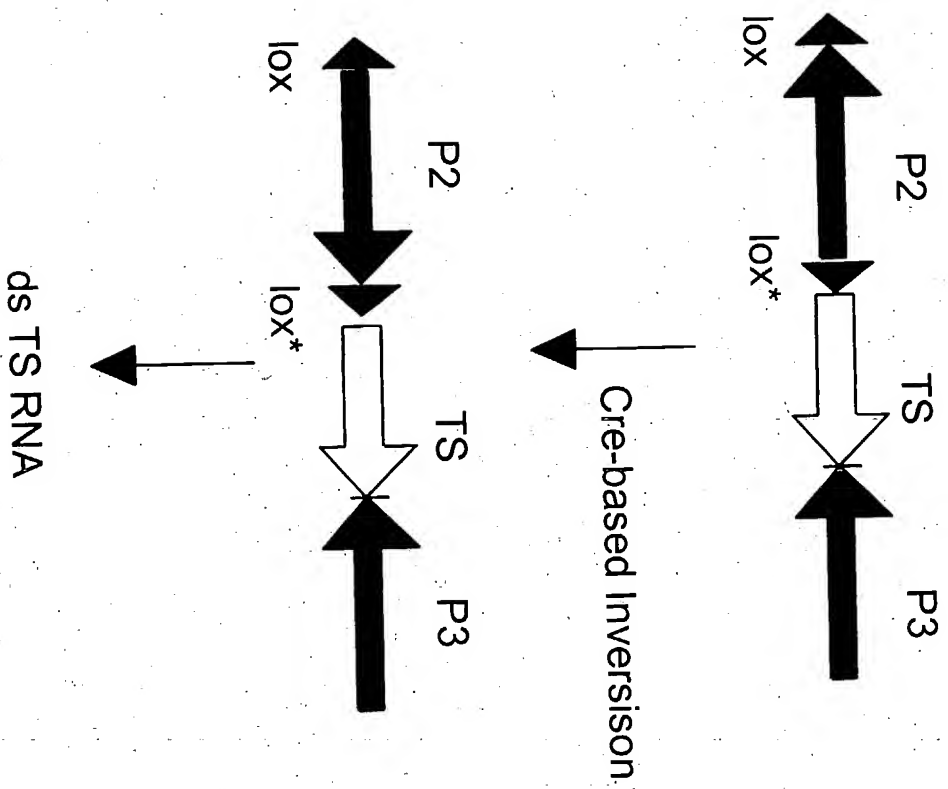 P2 TS P3
lox lox*
Cre-based Inversison
P2 TS P3
lox lox*
ds TS RNA